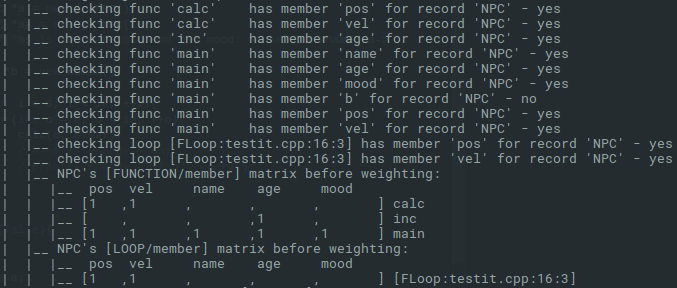 |  |__ checking func 'calc'     has member 'pos' for record 'NPC' - yes
|  |__ checking func 'calc'     has member 'vel' for record 'NPC' - yes
|  |__ checking func 'inc'      has member 'age' for record 'NPC' - yes
|  |__ checking func 'main'     has member 'name' for record 'NPC' - yes
|  |__ checking func 'main'     has member 'age' for record 'NPC' - yes
|  |__ checking func 'main'     has member 'mood' for record 'NPC' - yes
|  |__ checking func 'main'     has member 'b' for record 'NPC' - no
|  |__ checking func 'main'     has member 'pos' for record 'NPC' - yes
|  |__ checking func 'main'     has member 'vel' for record 'NPC' - yes
|  |__ checking loop [FLoop:testit.cpp:16:3] has member 'pos' for record 'NPC' - yes
|  |__ checking loop [FLoop:testit.cpp:16:3] has member 'vel' for record 'NPC' - yes
|  |__ NPC's [FUNCTION/member] matrix before weighting:
|  |  |__  pos  vel     name    age     mood
|  |  |__ [1   ,1      ,       ,       ,       ] calc
|  |  |__ [    ,       ,       ,1      ,       ] inc
|  |  |__ [1   ,1      ,1      ,1      ,1      ] main
|  |__ NPC's [LOOP/member] matrix before weighting:
|  |  |__  pos  vel     name    age     mood
|  |  |__ [1   ,1      ,       ,       ,       ] [FLoop:testit.cpp:16:3]